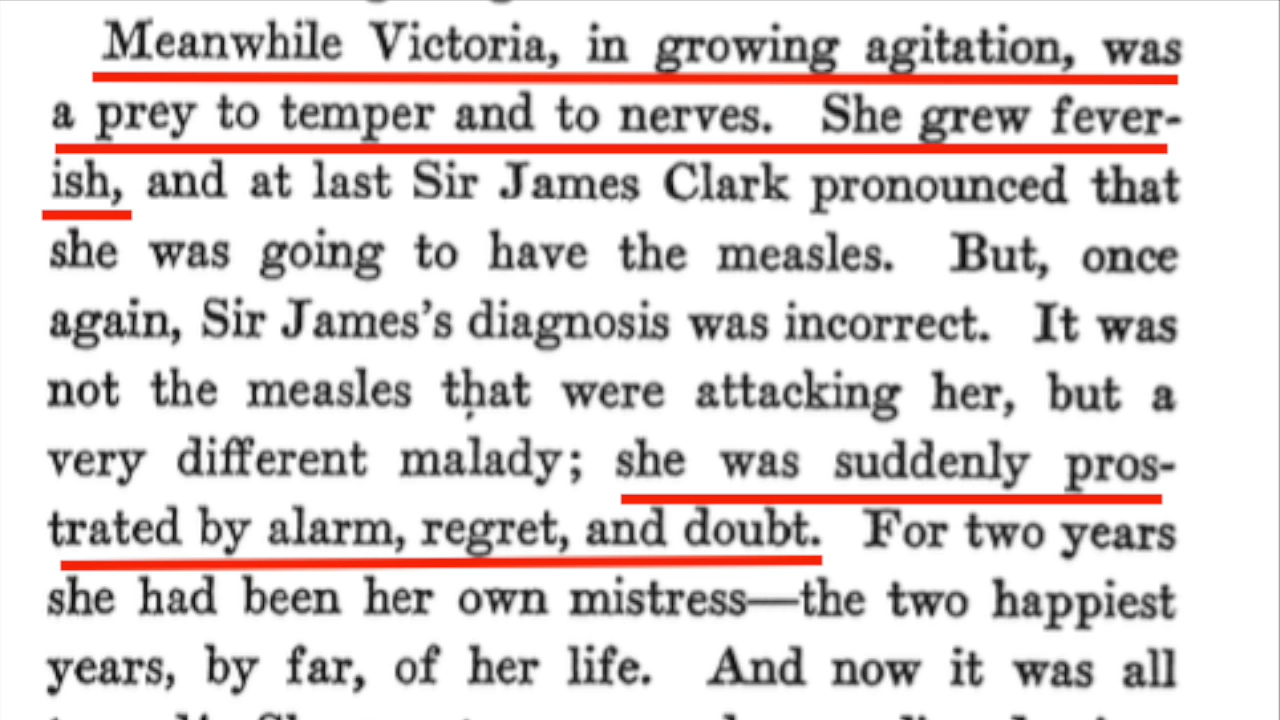 Meanwhile Victoria, in growing agitation, was
a prey to temper and to nerves. She grew fever-
ish, and at last Sir James Clark pronounced that
she was going to have the measles. But, once
again, Sir James's diagnosis was incorrect. It was
not the measles that were attacking her, but a
very different malady; she was suddenly pros-
trated by alarm, regret, and doubt. For two years
she had been her own mistress—the two happiest
years, by far, of her life. And now it was all